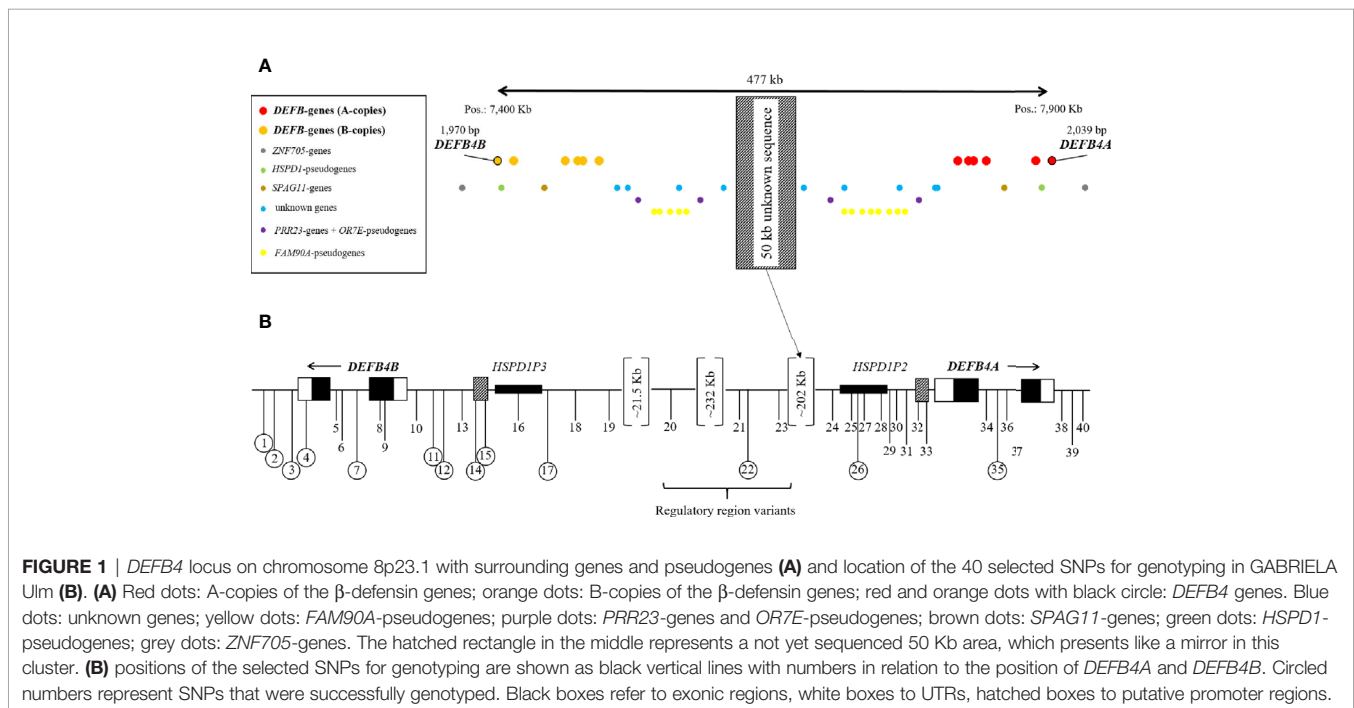 A
477 kb
Pos.: 7,400 Kb
Pos.: 7,900 Kb
1,970 bp
DEFB4B
2,039 bp
DEFB4A
DEFB-genes (A-copies)
DEFB-genes (B-copies)
ZNF705-genes
HSPD1-pseudogenes
SPAG11-genes
unknown genes
PRR23-genes + OR7E-pseudogenes
FAM90A-pseudogenes
50 kb unknown sequence
B
DEFB4B
HSPD1P3
~21.5 Kb
~232 Kb
~202 Kb
HSPD1P2
DEFB4A
1 2 3 4 5 6 7 8 9 10 11 12 13 14 15 16 17 18 19 20 21 22 23 24 25 26 27 28 29 30 31 32 33 34 35 36 37 38 39 40
Regulatory region variants
FIGURE 1 | DEFB4 locus on chromosome 8p23.1 with surrounding genes and pseudogenes (A) and location of the 40 selected SNPs for genotyping in GABRIELA
Ulm (B). (A) Red dots: A-copies of the β-defensin genes; orange dots: B-copies of the β-defensin genes; red and orange dots with black circle: DEFB4 genes. Blue
dots: unknown genes; yellow dots: FAM90A-pseudogenes; purple dots: PRR23-genes and OR7E-pseudogenes; brown dots: SPAG11-genes; green dots: HSPD1-
pseudogenes; grey dots: ZNF705-genes. The hatched rectangle in the middle represents a not yet sequenced 50 Kb area, which presents like a mirror in this
cluster. (B) positions of the selected SNPs for genotyping are shown as black vertical lines with numbers in relation to the position of DEFB4A and DEFB4B. Circled
numbers represent SNPs that were successfully genotyped. Black boxes refer to exonic regions, white boxes to UTRs, hatched boxes to putative promoter regions.